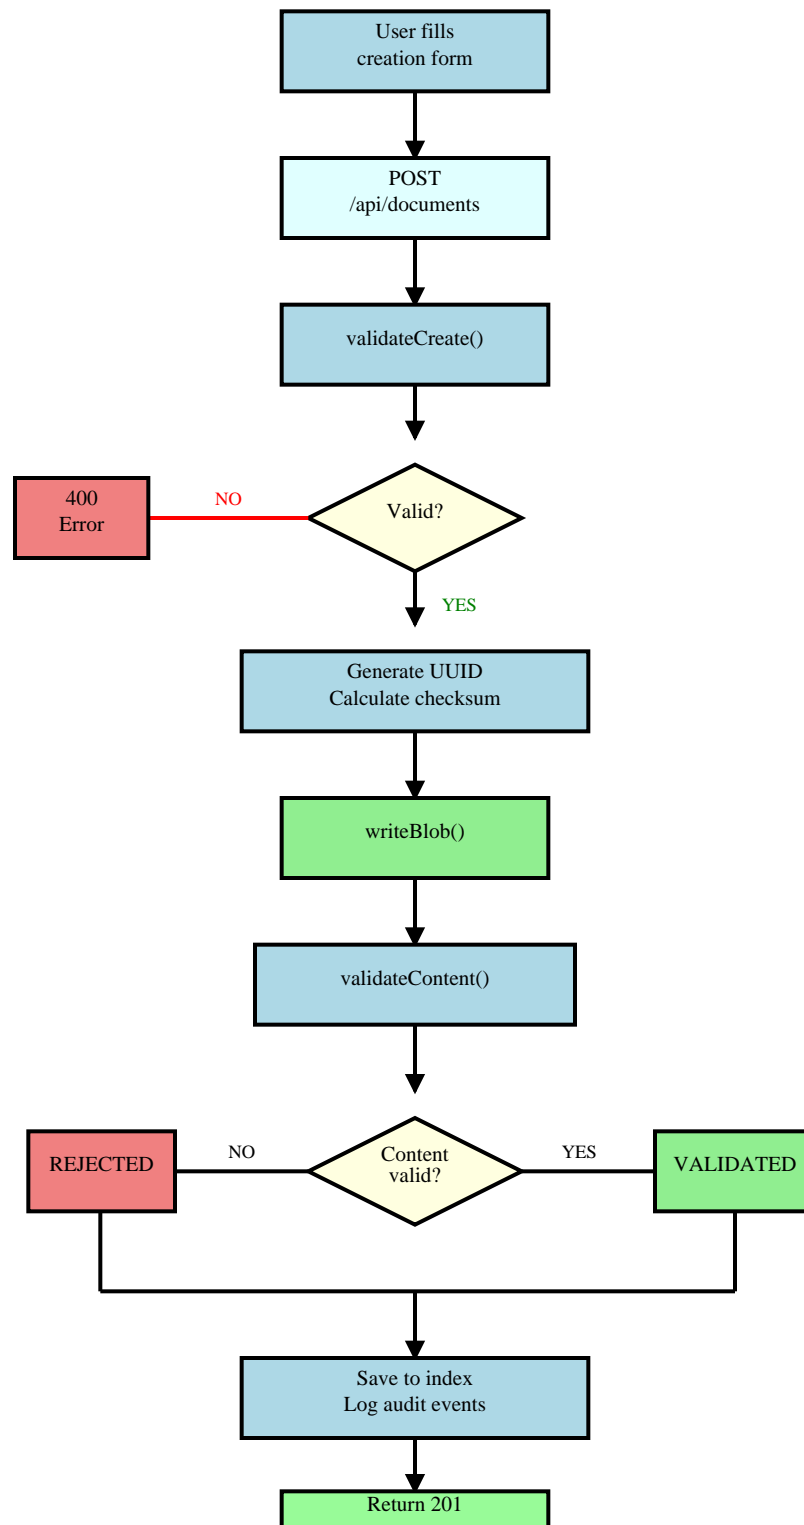 User fills
creation form
POST
/api/documents
validateCreate()
Valid?
NO
400
Error
YES
Generate UUID
Calculate checksum
writeBlob()
validateContent()
Content
valid?
NO
YES
REJECTED
VALIDATED
Save to index
Log audit events
Return 201